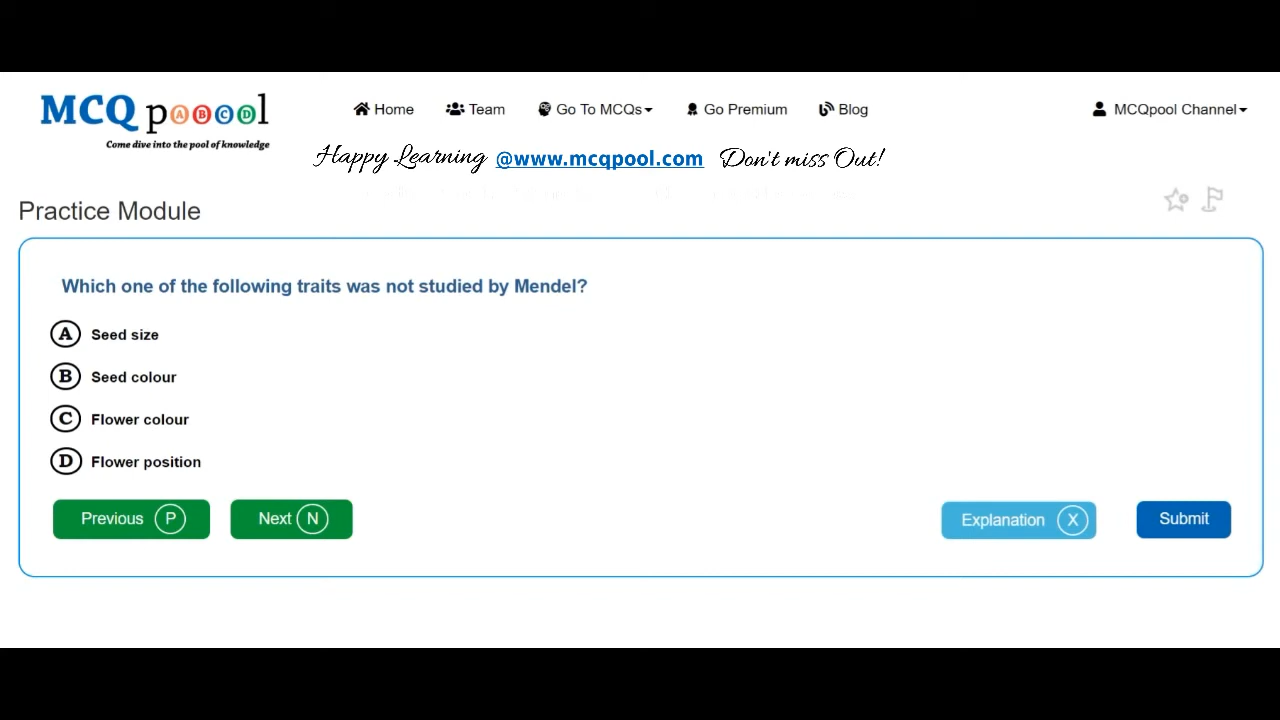 MCQ pABCDl
Come dive into the pool of knowledge
Home Team Go To MCQs Go Premium Blog MCQpool Channel
Happy Learning @www.mcqpool.com Don't miss Out!
Practice Module
Which one of the following traits was not studied by Mendel?
A Seed size
B Seed colour
C Flower colour
D Flower position
Previous P Next N Explanation X Submit